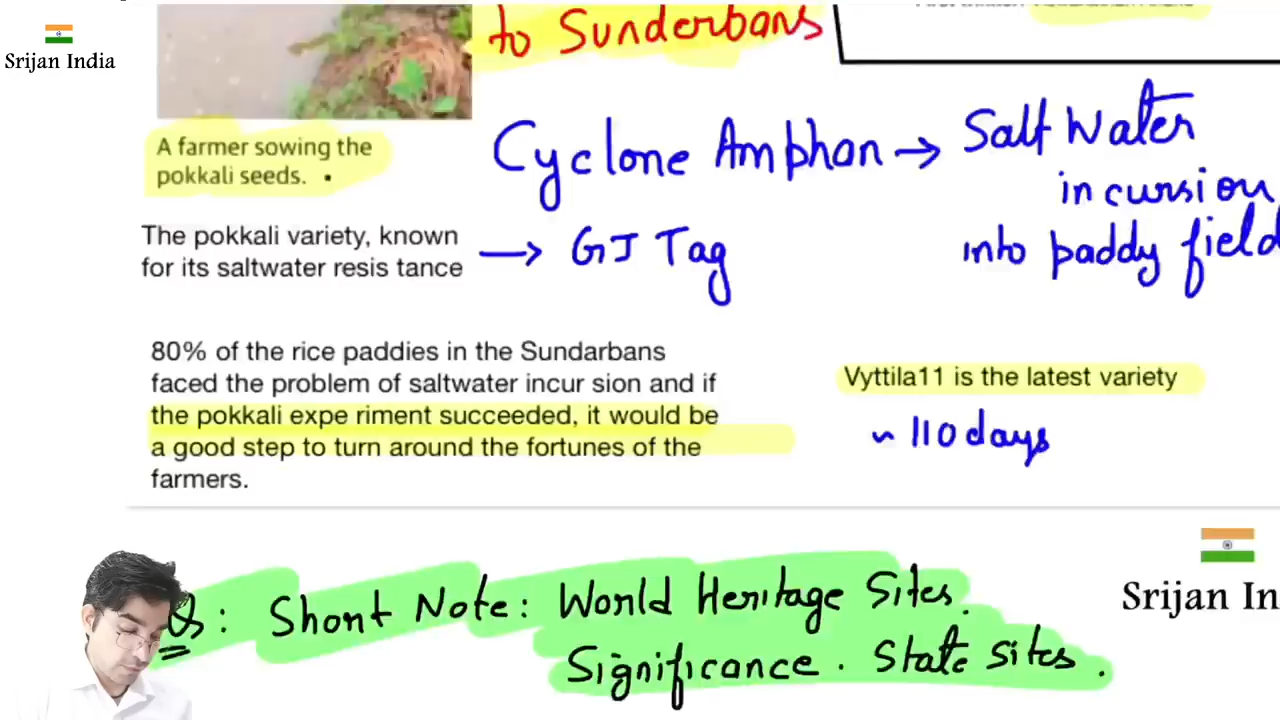 to Sunderbans
Srijan India
A farmer sowing the
pokkali seeds.
Cyclone Amphan → Salt Water
incursion
into paddy field
The pokkali variety, known
for its saltwater resis tance
→ GI Tag
80% of the rice paddies in the Sundarbans
faced the problem of saltwater incur sion and if
the pokkali expe riment succeeded, it would be
a good step to turn around the fortunes of the
farmers.
Vyttila11 is the latest variety
~ 110 days
Srijan In
Qs: Short Note: World Heritage Sites.
Significance. State sites.